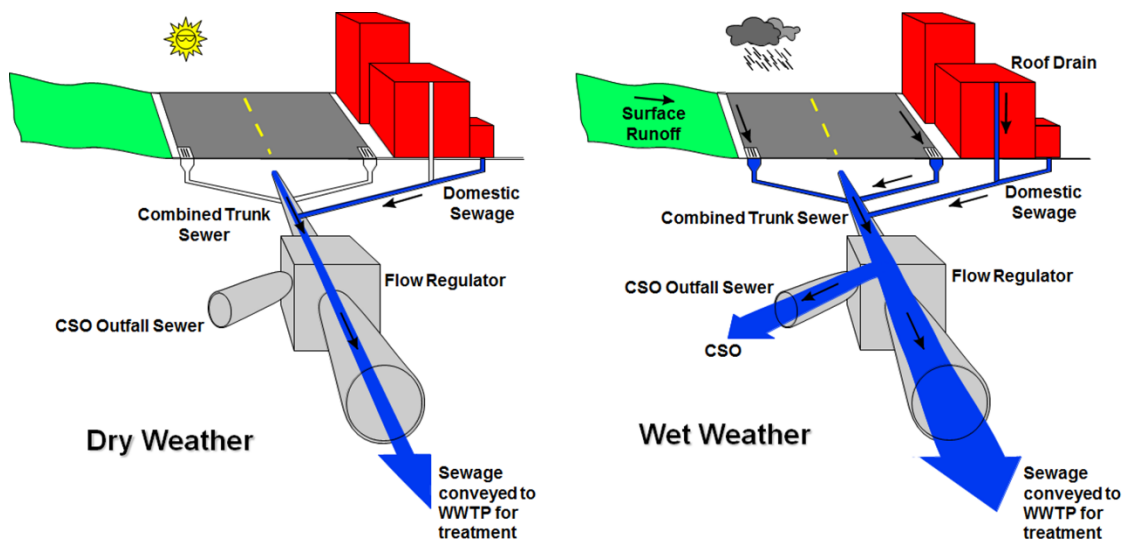 Domestic
Sewage
Combined Trunk
Sewer
Flow Regulator
CSO Outfall Sewer
Dry Weather
Sewage
conveyed to
WWTP for
treatment
Roof Drain
Surface
Runoff
Domestic
Sewage
Combined Trunk Sewer
Flow Regulator
CSO Outfall Sewer
CSO
Wet Weather
Sewage
conveyed to
WWTP for
treatment